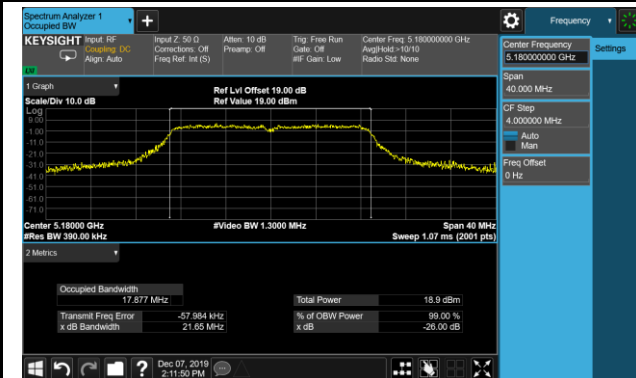 Spectrum Analyzer 1
Occupied BW
Frequency
KEYSIGHT
Input: RF
Coupling: DC
Align: Auto
Input Z: 50 Ω
Corrections: Off
Freq Ref: Int (S)
Atten: 10 dB
Preamp: Off
Trig: Free Run
Gate: Off
#IF Gain: Low
Center Freq: 5.180000000 GHz
Avg|Hold:>10/10
Radio Std: None
Center Frequency
5.180000000 GHz
Settings
Span
40.000 MHz
CF Step
4.000000 MHz
Auto
Man
Freq Offset
0 Hz
1 Graph
Scale/Div 10.0 dB
Ref Lvl Offset 19.00 dB
Ref Value 19.00 dBm
Log
9.00
-1.00
-11.0
-21.0
-31.0
-41.0
-51.0
-61.0
-71.0
Center 5.18000 GHz
#Video BW 1.3000 MHz
Span 40 MHz
#Res BW 390.00 kHz
Sweep 1.07 ms (2001 pts)
2 Metrics
Occupied Bandwidth
17.877 MHz
Total Power 18.9 dBm
Transmit Freq Error -57.984 kHz
% of OBW Power 99.00 %
x dB Bandwidth 21.65 MHz
x dB -26.00 dB
?
Dec 07, 2019
2:11:50 PM